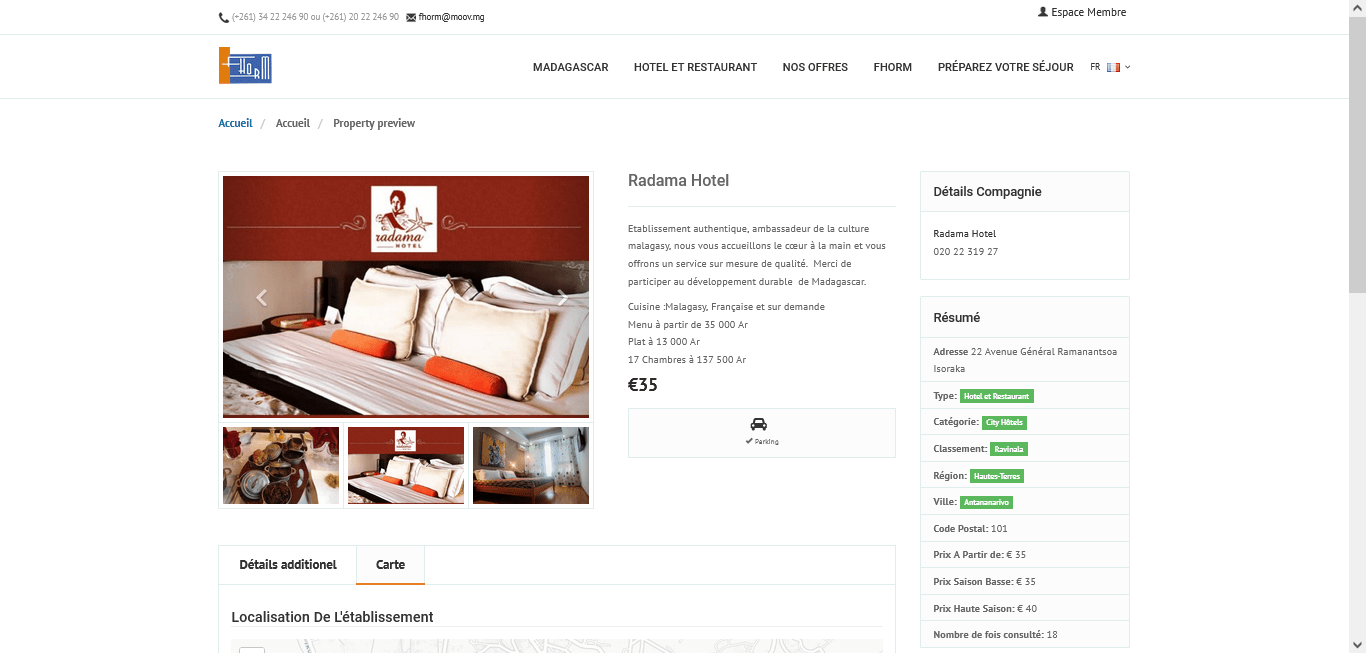 (+261) 34 22 246 90 ou (+261) 20 22 246 90 fhorm@moov.mg
Espace Membre
FHORM
MADAGASCAR HOTEL ET RESTAURANT NOS OFFRES FHORM PRÉPAREZ VOTRE SÉJOUR FR
Accueil / Accueil / Property preview
radama
HOTEL
Radama Hotel
Etablissement authentique, ambassadeur de la culture
malagasy, nous vous accueillons le cœur à la main et vous
offrons un service sur mesure de qualité. Merci de
participer au développement durable de Madagascar.
Cuisine :Malagasy, Française et sur demande
Menu à partir de 35 000 Ar
Plat à 13 000 Ar
17 Chambres à 137 500 Ar
€35
Parking
Détails Compagnie
Radama Hotel
020 22 319 27
Résumé
Adresse 22 Avenue Général Ramanantsoa
Isoraka
Type: Hotel et Restaurant
Catégorie: City Hôtels
Classement: Ravinala
Région: Hautes-Terres
Ville: Antananarivo
Code Postal: 101
Prix A Partir de: € 35
Prix Saison Basse: € 35
Prix Haute Saison: € 40
Nombre de fois consulté: 18
Détails additionel Carte
Localisation De L'établissement